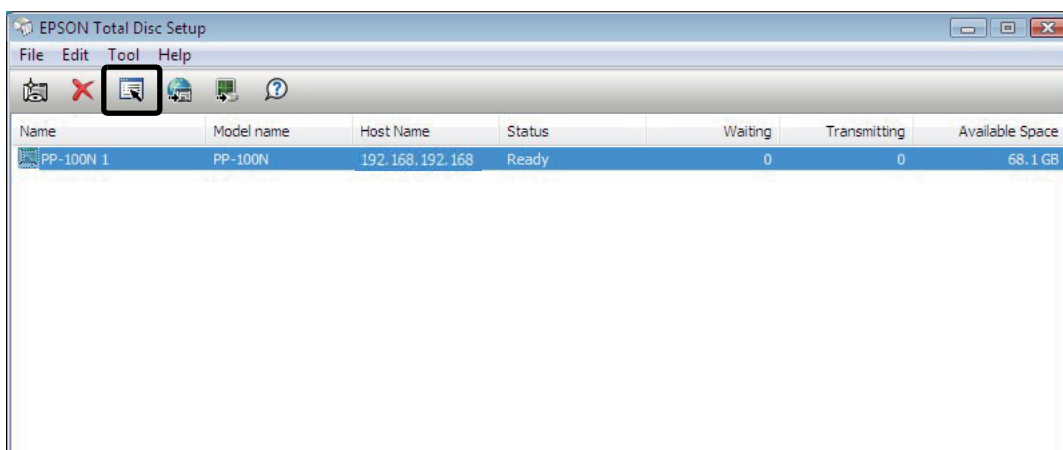 EPSON Total Disc Setup
File Edit Tool Help
Name Model name Host Name Status Waiting Transmitting Available Space
PP-100N 1 PP-100N 192.168.192.168 Ready 0 0 68.1 GB